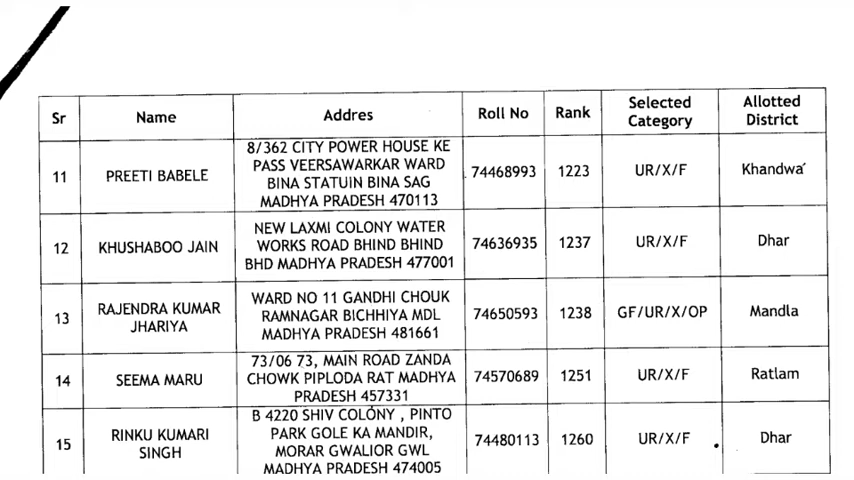 Sr Name Addres Roll No Rank Selected Category Allotted District
11 PREETI BABELE 8/362 CITY POWER HOUSE KE PASS VEERSAWARKAR WARD BINA STATUIN BINA SAG MADHYA PRADESH 470113 74468993 1223 UR/X/F Khandwa
12 KHUSHABOO JAIN NEW LAXMI COLONY WATER WORKS ROAD BHIND BHIND BHD MADHYA PRADESH 477001 74636935 1237 UR/X/F Dhar
13 RAJENDRA KUMAR JHARIYA WARD NO 11 GANDHI CHOUK RAMNAGAR BICHHIYA MDL MADHYA PRADESH 481661 74650593 1238 GF/UR/X/OP Mandla
14 SEEMA MARU 73/06 73, MAIN ROAD ZANDA CHOWK PIPLODA RAT MADHYA PRADESH 457331 74570689 1251 UR/X/F Ratlam
15 RINKU KUMARI SINGH B 4220 SHIV COLONY , PINTO PARK GOLE KA MANDIR, MORAR GWALIOR GWL MADHYA PRADESH 474005 74480113 1260 UR/X/F Dhar